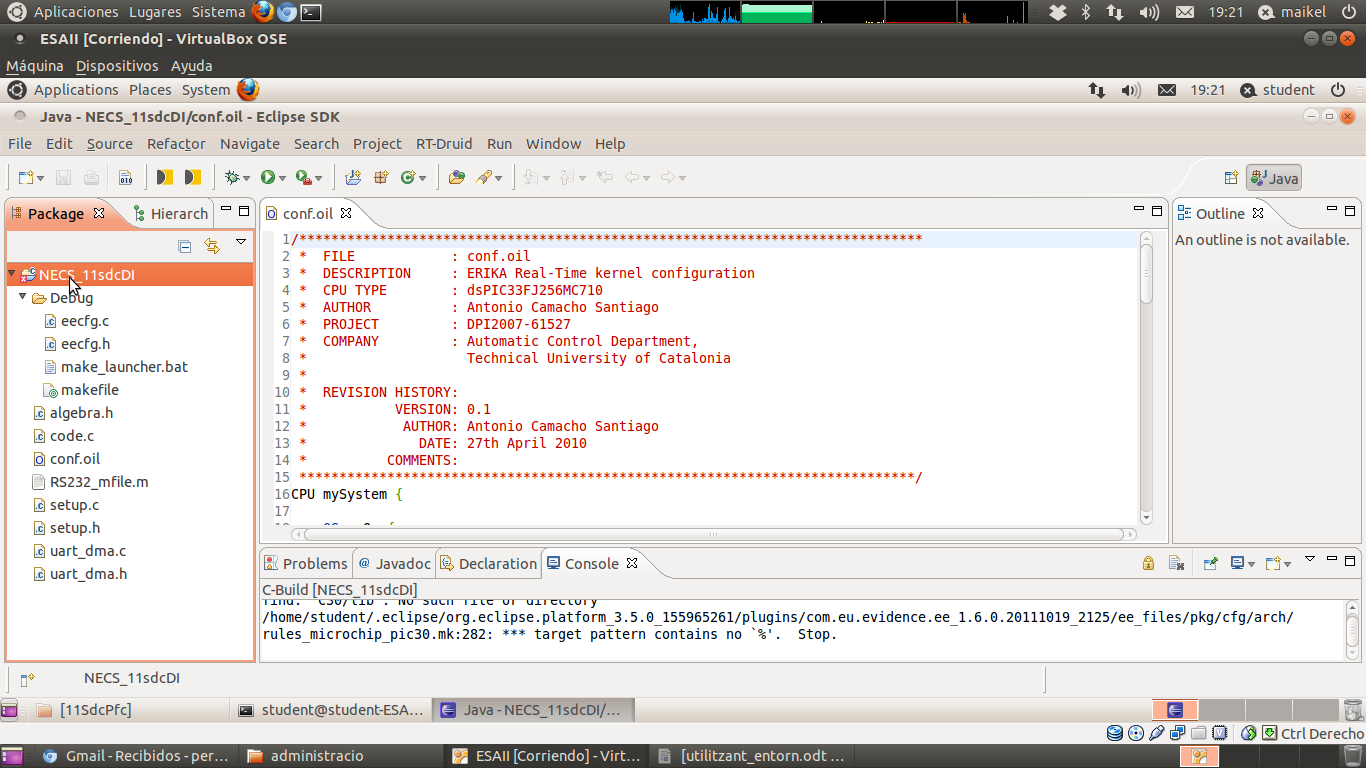 Aplicaciones Lugares Sistema 19:21 maikel
ESAII [Corriendo] - VirtualBox OSE
Máquina Dispositivos Ayuda
Applications Places System 19:21 student
Java - NECS_11sdcDI/conf.oil - Eclipse SDK
File Edit Source Refactor Navigate Search Project RT-Druid Run Window Help
010 Java
Package Hierarch
NECS_11sdcDI
Debug
eecfg.c
eecfg.h
make_launcher.bat
makefile
algebra.h
code.c
conf.oil
RS232_mfile.m
setup.c
setup.h
uart_dma.c
uart_dma.h
conf.oil
1 /******************************************************************************
2 * FILE : conf.oil
3 * DESCRIPTION : ERIKA Real-Time kernel configuration
4 * CPU TYPE : dsPIC33FJ256MC710
5 * AUTHOR : Antonio Camacho Santiago
6 * PROJECT : DPI2007-61527
7 * COMPANY : Automatic Control Department,
8 * Technical University of Catalonia
9 *
10 * REVISION HISTORY:
11 * VERSION: 0.1
12 * AUTHOR: Antonio Camacho Santiago
13 * DATE: 27th April 2010
14 * COMMENTS:
15 *****************************************************************************/
16 CPU mySystem {
17
Outline
An outline is not available.
Problems Javadoc Declaration Console
C-Build [NECS_11sdcDI]
find: `C30/lib': No such file or directory
/home/student/.eclipse/org.eclipse.platform_3.5.0_155965261/plugins/com.eu.evidence.ee_1.6.0.20111019_2125/ee_files/pkg/cfg/arch/
rules_microchip_pic30.mk:282: *** target pattern contains no `%'. Stop.
NECS_11sdcDI
[11SdcPfc] student@student-ESA... Java - NECS_11sdcDI/...
Ctrl Derecho
Gmail - Recibidos - per... administracio ESAII [Corriendo] - Virt... [utilitzant_entorn.odt ...